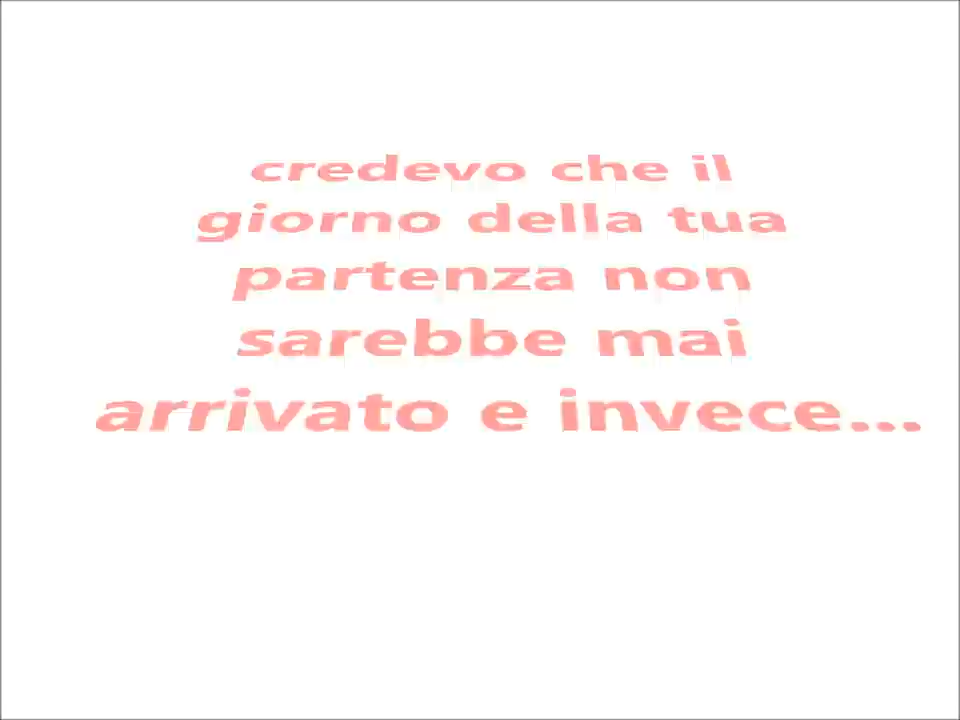 credevo che il
giorno della tua
partenza non
sarebbe mai
arrivato e invece...